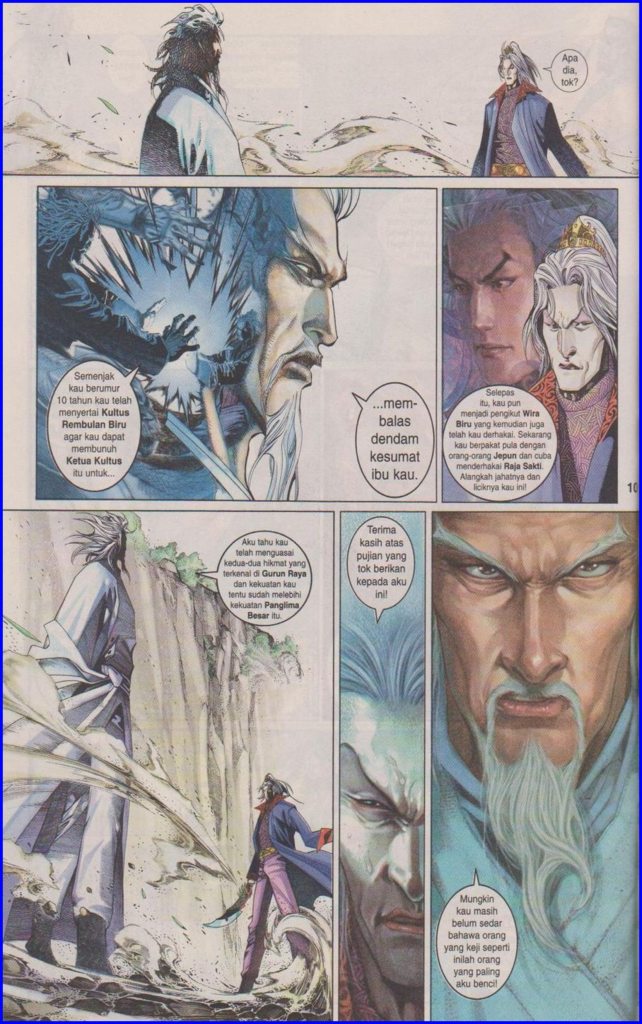 Apa
dia,
tok?
Semenjak
kau berumur
10 tahun kau telah
menyertai Kultus
Rembulan Biru
agar kau dapat
membunuh
Ketua Kultus
itu untuk...
...mem-
balas
dendam
kesumat
ibu kau.
Selepas
itu, kau pun
menjadi pengikut Wira
Biru yang kemudian juga
telah kau derhakai. Sekarang
kau berpakat pula dengan
orang-orang Jepun dan cuba
menderhakai Raja Sakti.
Alangkah jahatnya dan
liciknya kau ini!
10
Aku tahu kau
telah menguasai
kedua-dua hikmat yang
terkenal di Gurun Raya
dan kekuatan kau
tentu sudah melebihi
kekuatan Panglima
Besar itu.
Terima
kasih atas
pujian yang
tok berikan
kepada aku
ini!
Mungkin
kau masih
belum sedar
bahawa orang
yang keji seperti
inilah orang
yang paling
aku benci!